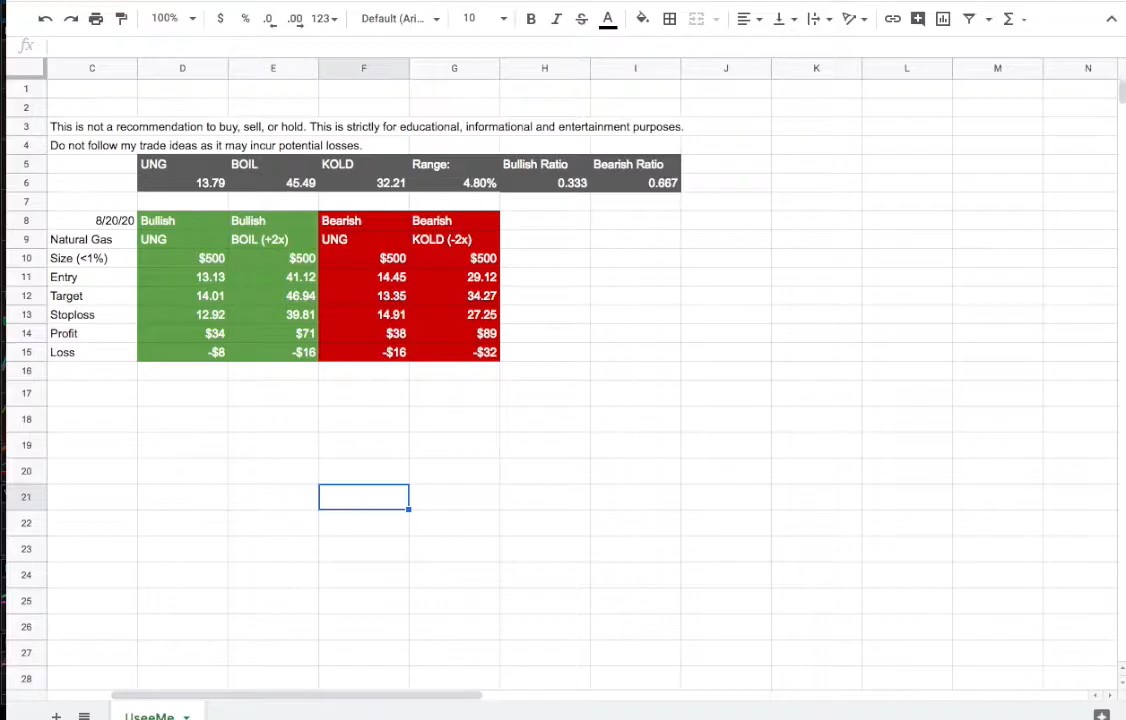 100% $ % .0 .00 123 Default (Ari... 10 B I S A
fx
C D E F G H I J K L M N
1
2
3 This is not a recommendation to buy, sell, or hold. This is strictly for educational, informational and entertainment purposes.
4 Do not follow my trade ideas as it may incur potential losses.
5 UNG BOIL KOLD Range: Bullish Ratio Bearish Ratio
6 13.79 45.49 32.21 4.80% 0.333 0.667
7
8 8/20/20 Bullish Bullish Bearish Bearish
9 Natural Gas UNG BOIL (+2x) UNG KOLD (-2x)
10 Size (<1%) $500 $500 $500 $500
11 Entry 13.13 41.12 14.45 29.12
12 Target 14.01 46.94 13.35 34.27
13 Stoploss 12.92 39.81 14.91 27.25
14 Profit $34 $71 $38 $89
15 Loss -$8 -$16 -$16 -$32
16
17
18
19
20
21
22
23
24
25
26
27
28
UseeMe